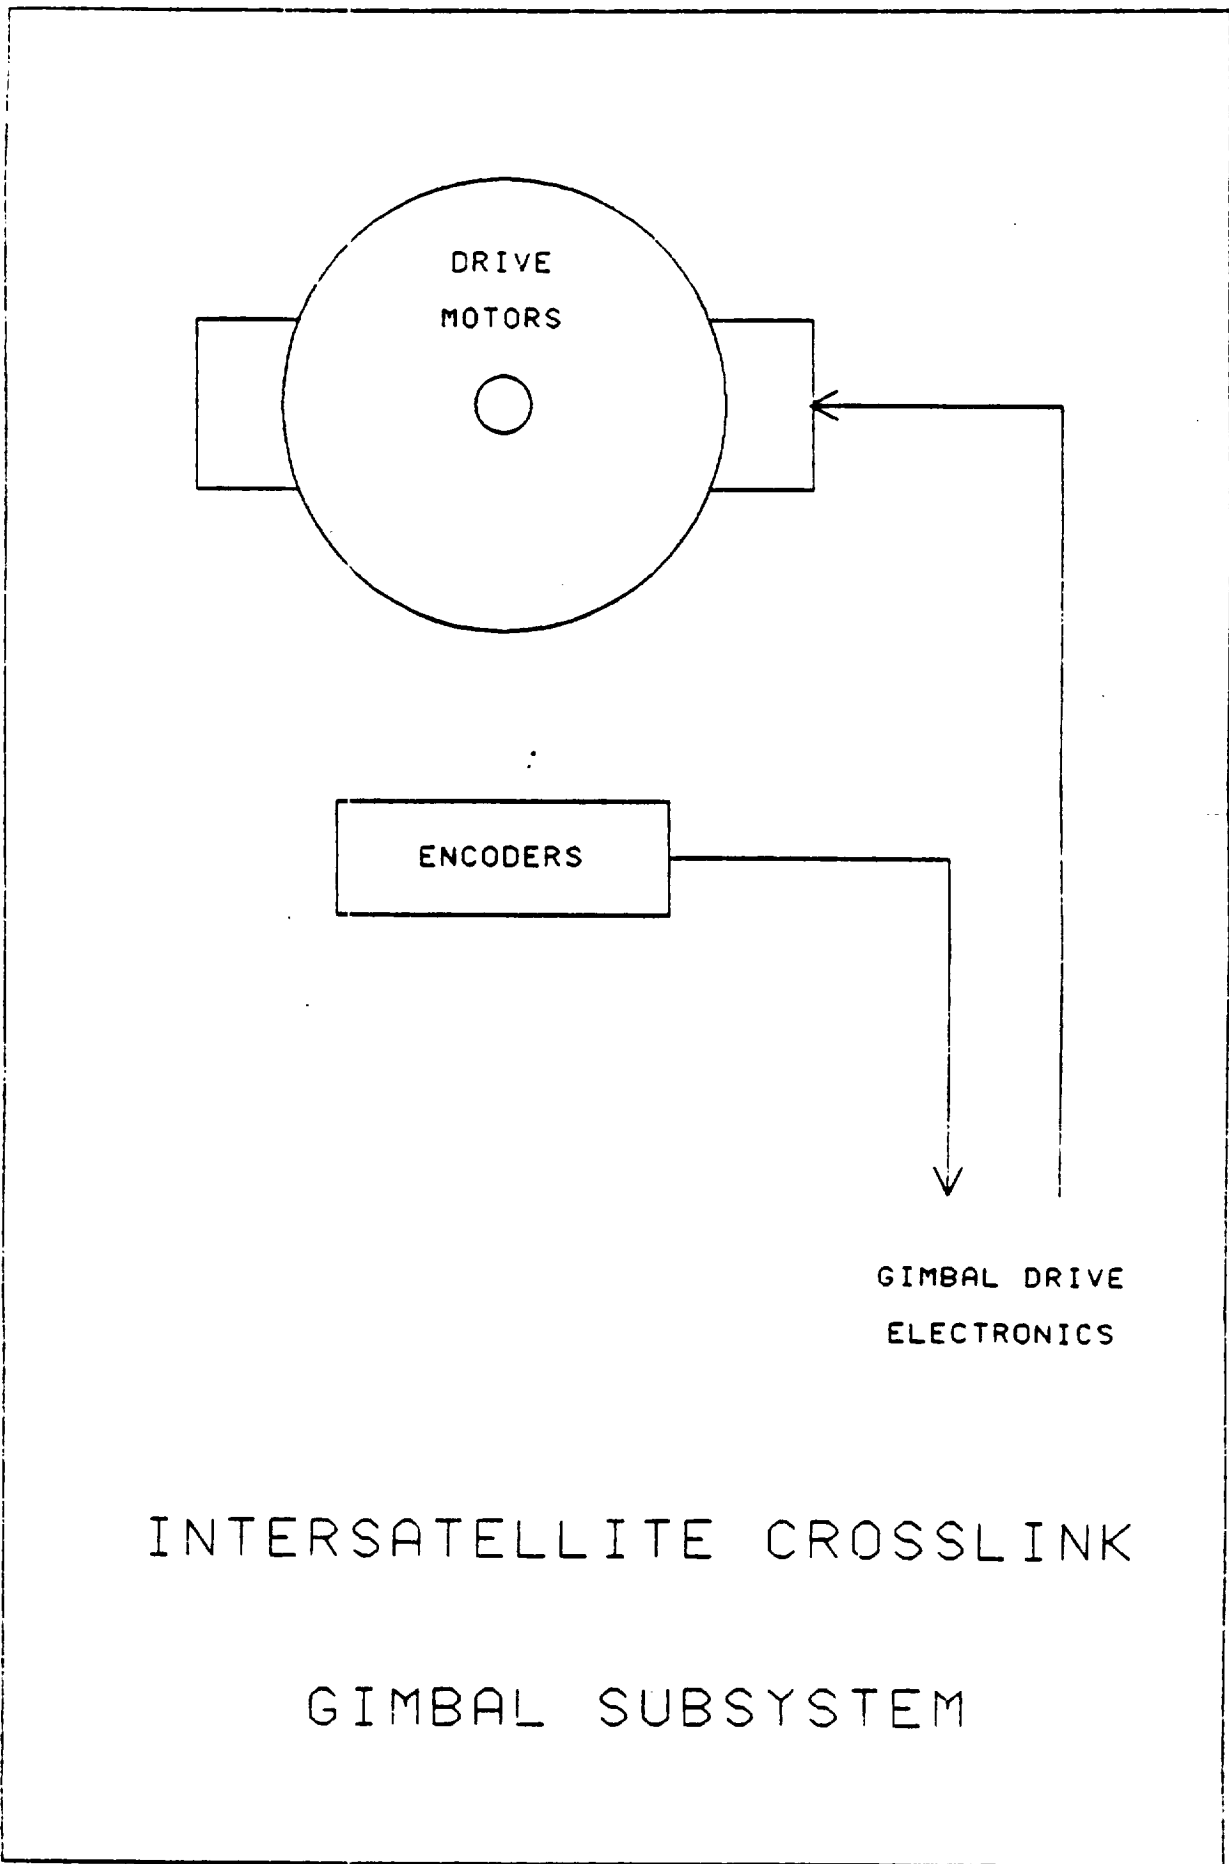 DRIVE
MOTORS
ENCODERS
GIMBAL DRIVE
ELECTRONICS
INTERSATELLITE CROSSLINK
GIMBAL SUBSYSTEM